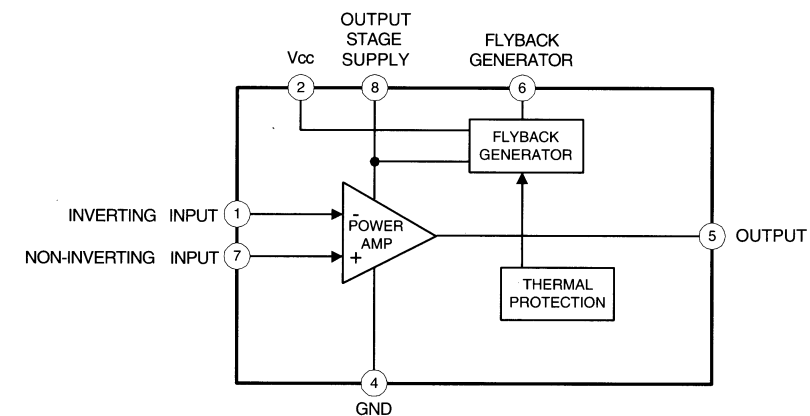 OUTPUT
STAGE
SUPPLY
Vcc
FLYBACK
GENERATOR
2
8
6
FLYBACK
GENERATOR
INVERTING INPUT
1
-
POWER
AMP
+
NON-INVERTING INPUT
7
5
OUTPUT
THERMAL
PROTECTION
4
GND